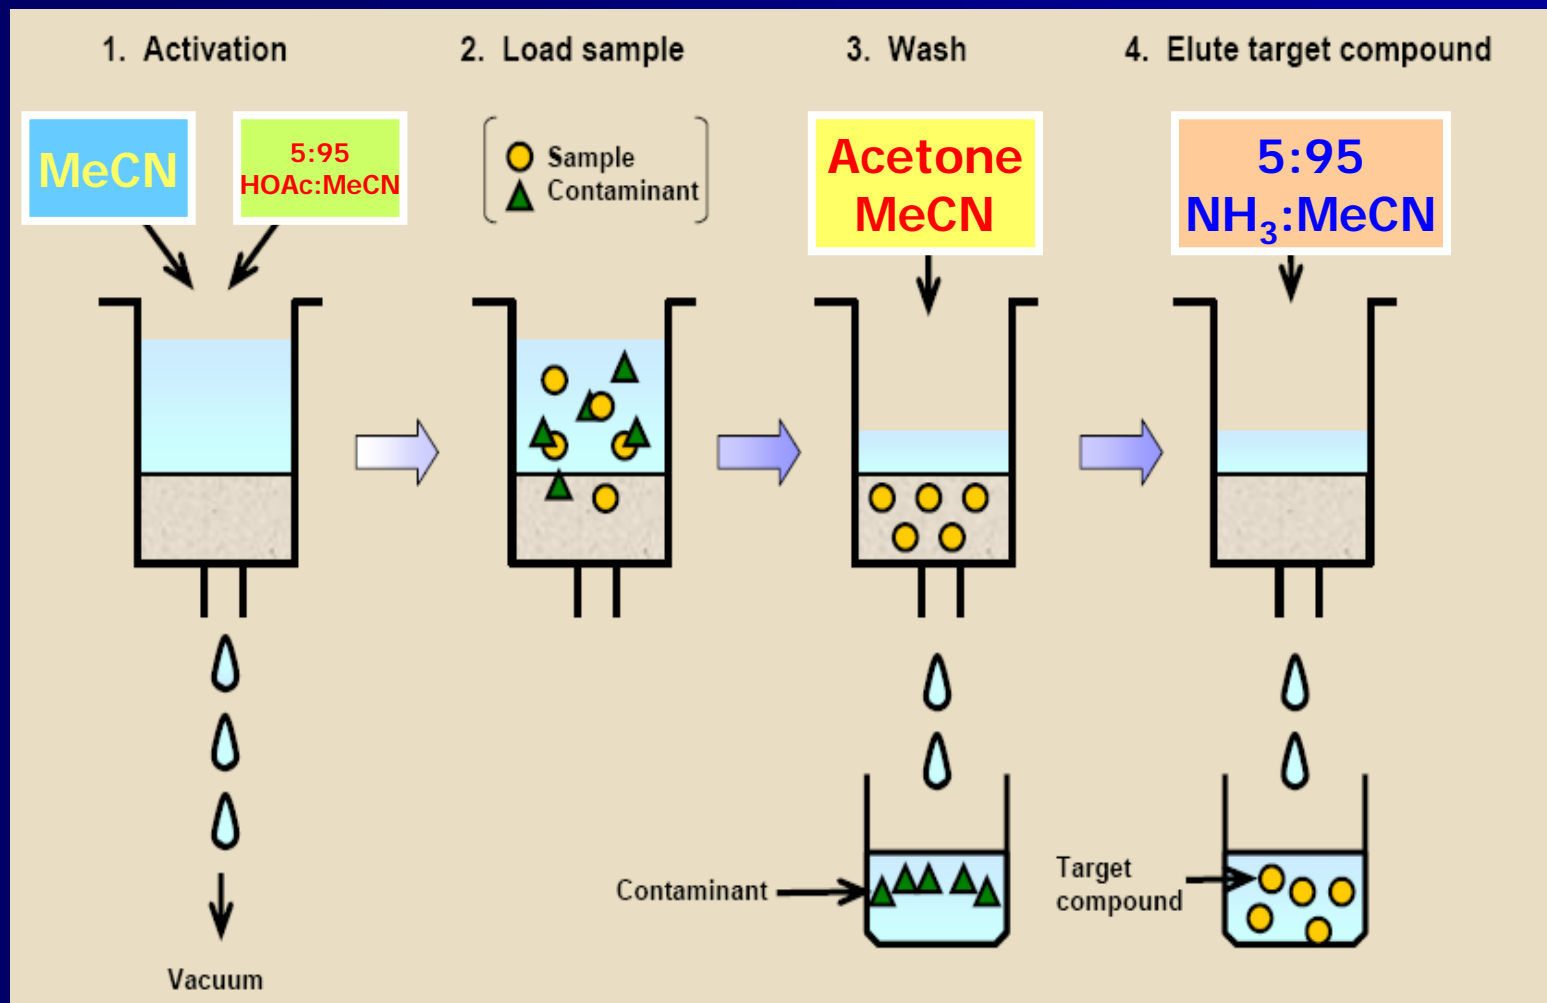 1. Activation
2. Load sample
3. Wash
4. Elute target compound
MeCN
5:95
HOAc:MeCN
Sample
Contaminant
Acetone
MeCN
5:95
NH₃:MeCN
Contaminant
Target
compound
Vacuum